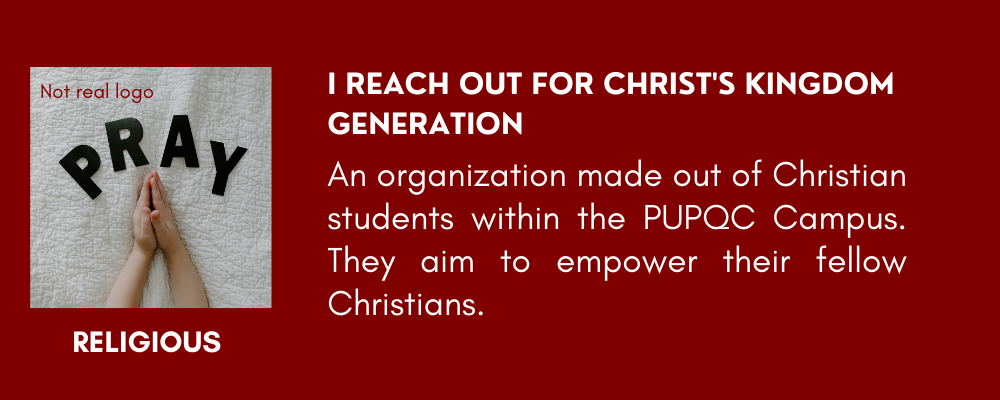 Not real logo
PRAY
RELIGIOUS
I REACH OUT FOR CHRIST'S KINGDOM
GENERATION
An organization made out of Christian
students within the PUPQC Campus.
They aim to empower their fellow
Christians.